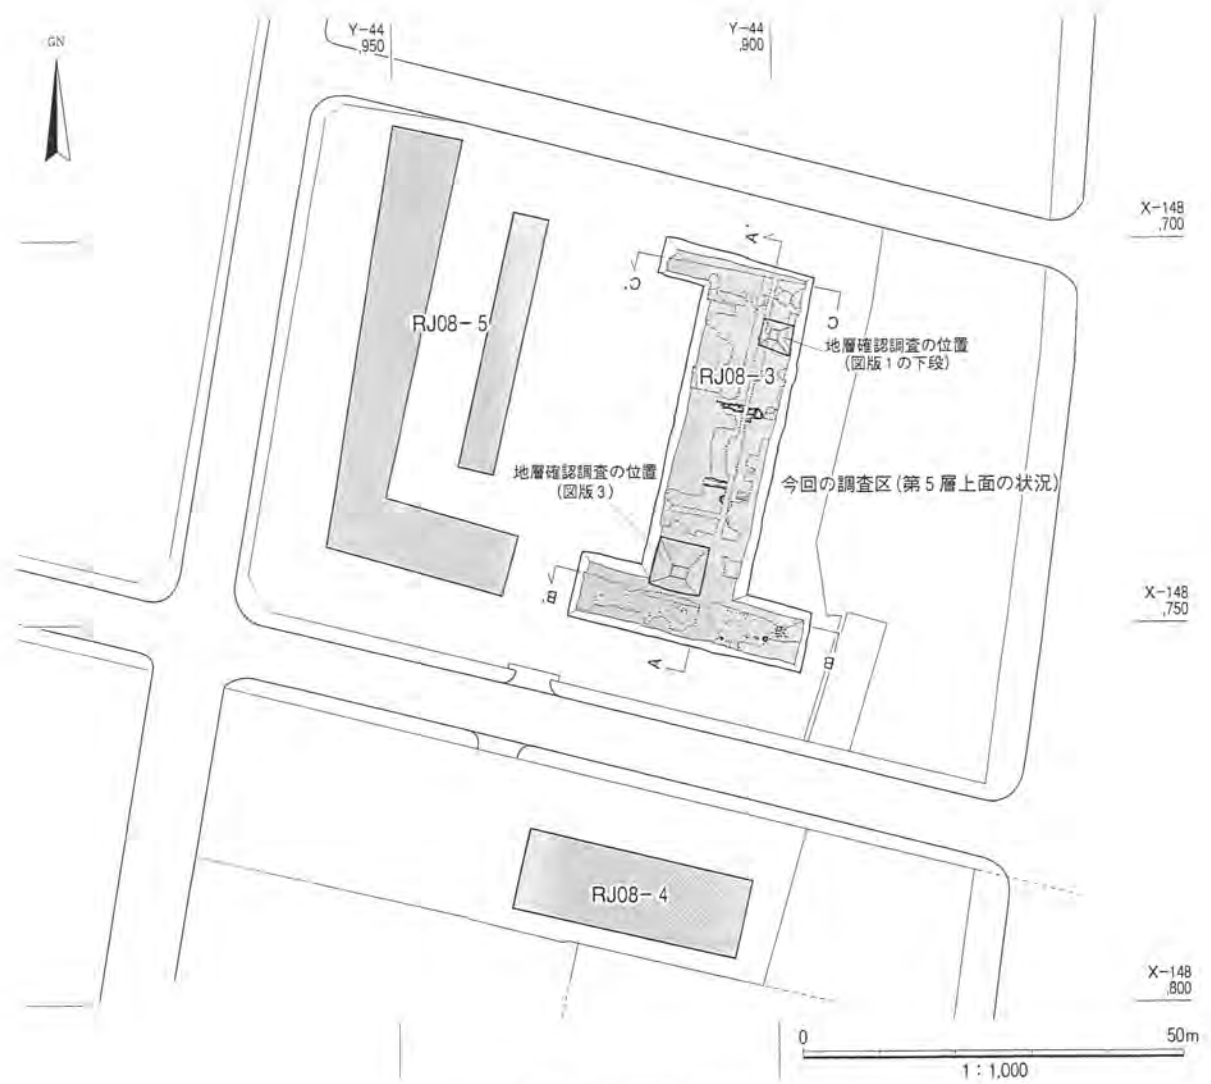 GN
Y-44
,950
Y-44
,900
X-148
,700
A'
C'
C
RJ08-5
地層確認調査の位置
(図版1の下段)
RJ08-3
地層確認調査の位置
(図版3)
今回の調査区(第5層上面の状況)
B'
X-148
,750
A
B
RJ08-4
X-148
,800
0
50m
1:1,000